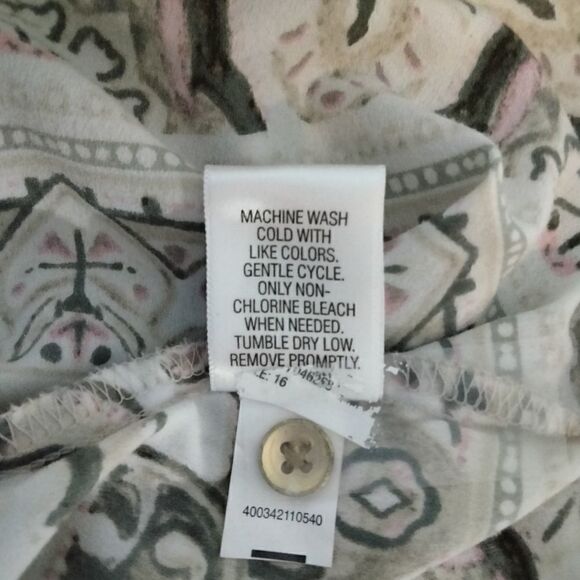 MACHINE WASH
COLD WITH
LIKE COLORS.
GENTLE CYCLE.
ONLY NON-
CHLORINE BLEACH
WHEN NEEDED.
TUMBLE DRY LOW.
REMOVE PROMPTLY.
E: 16
400342110540